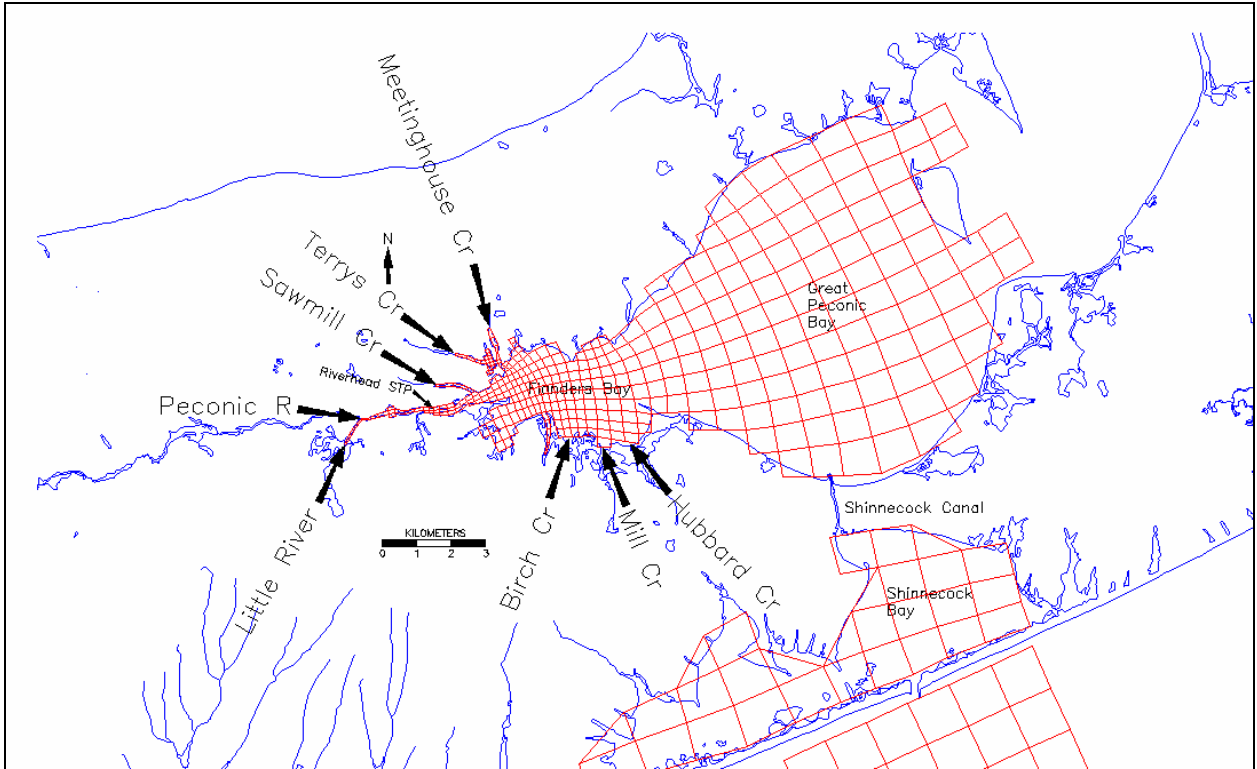 Meetinghouse Cr
N
Terrys Cr
Sawmill Cr
Riverhead STP
Peconic R
Little River
Great
Peconic
Bay
Flanders Bay
KILOMETERS
0 1 2 3
Birch Cr
Mill Cr
Hubbard Cr
Shinnecock Canal
Shinnecock
Bay